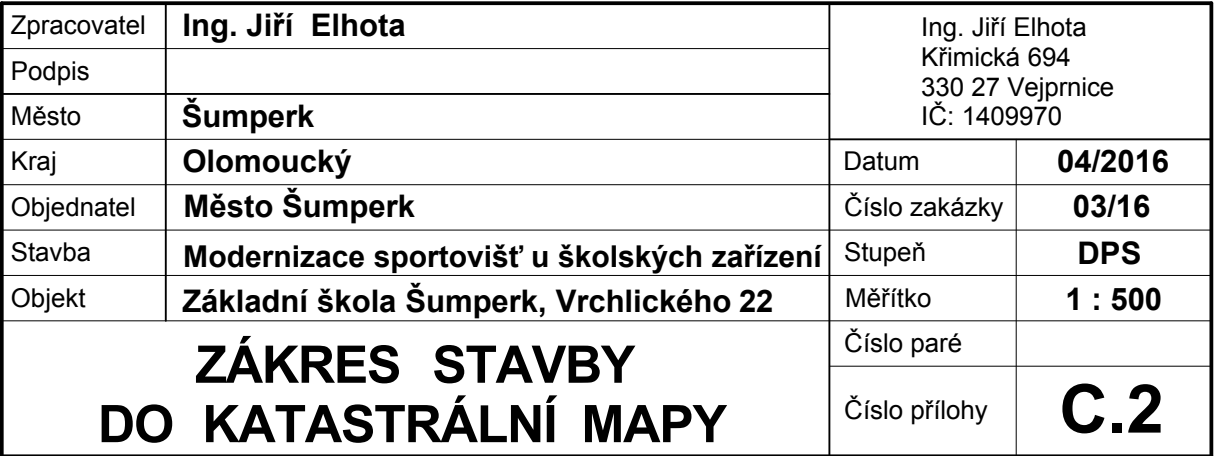 Zpracovatel Ing. Jiří Elhota
Podpis
Město Šumperk
Kraj Olomoucký
Objednatel Město Šumperk
Stavba Modernizace sportovišť u školských zařízení
Objekt Základní škola Šumperk, Vrchlického 22
ZÁKRES STAVBY
DO KATASTRÁLNÍ MAPY
Ing. Jiří Elhota
Křimická 694
330 27 Vejprnice
IČ: 1409970
Datum 04/2016
Číslo zakázky 03/16
Stupeň DPS
Měřítko 1 : 500
Číslo paré
Číslo přílohy C.2